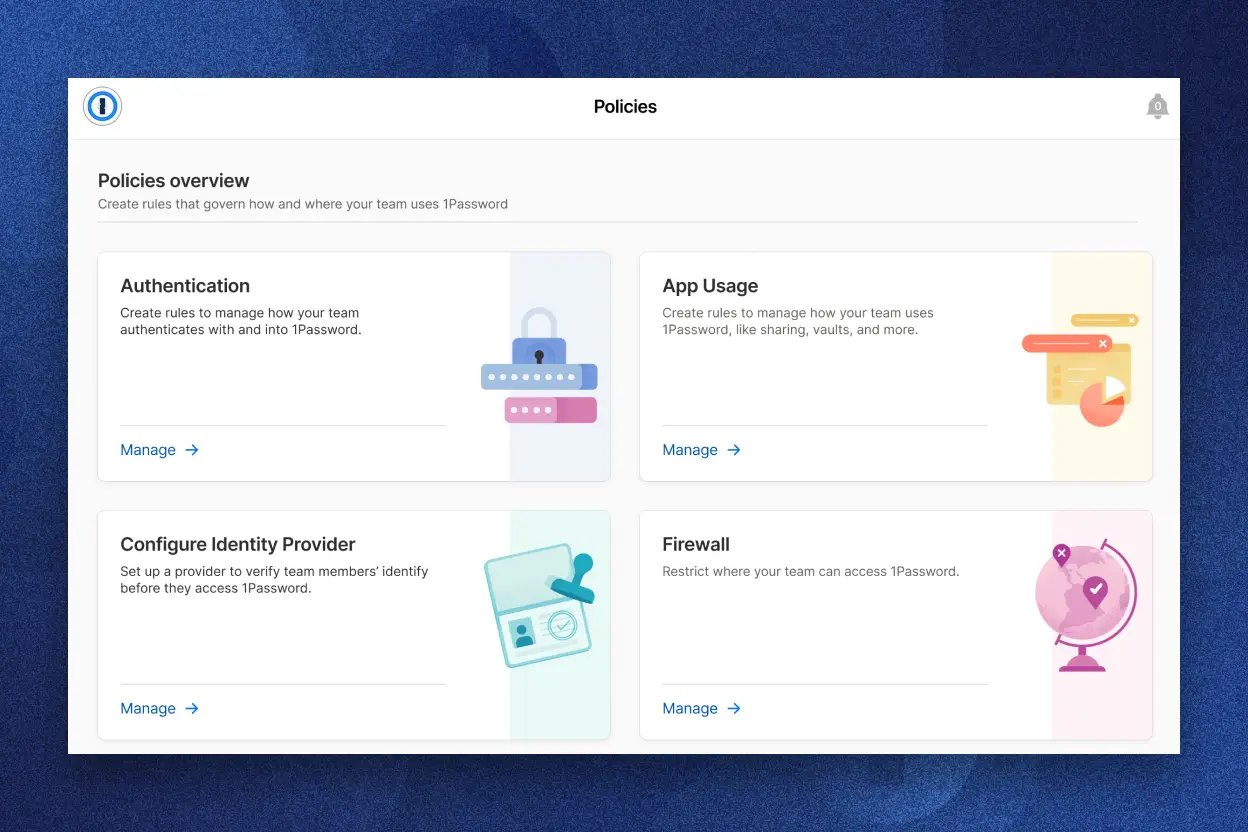 Policies
0
Policies overview
Create rules that govern how and where your team uses 1Password
Authentication
Create rules to manage how your team
authenticates with and into 1Password.
Manage →
App Usage
Create rules to manage how your team uses
1Password, like sharing, vaults, and more.
Manage →
Configure Identity Provider
Set up a provider to verify team members’ identify
before they access 1Password.
Manage →
Firewall
Restrict where your team can access 1Password.
Manage →